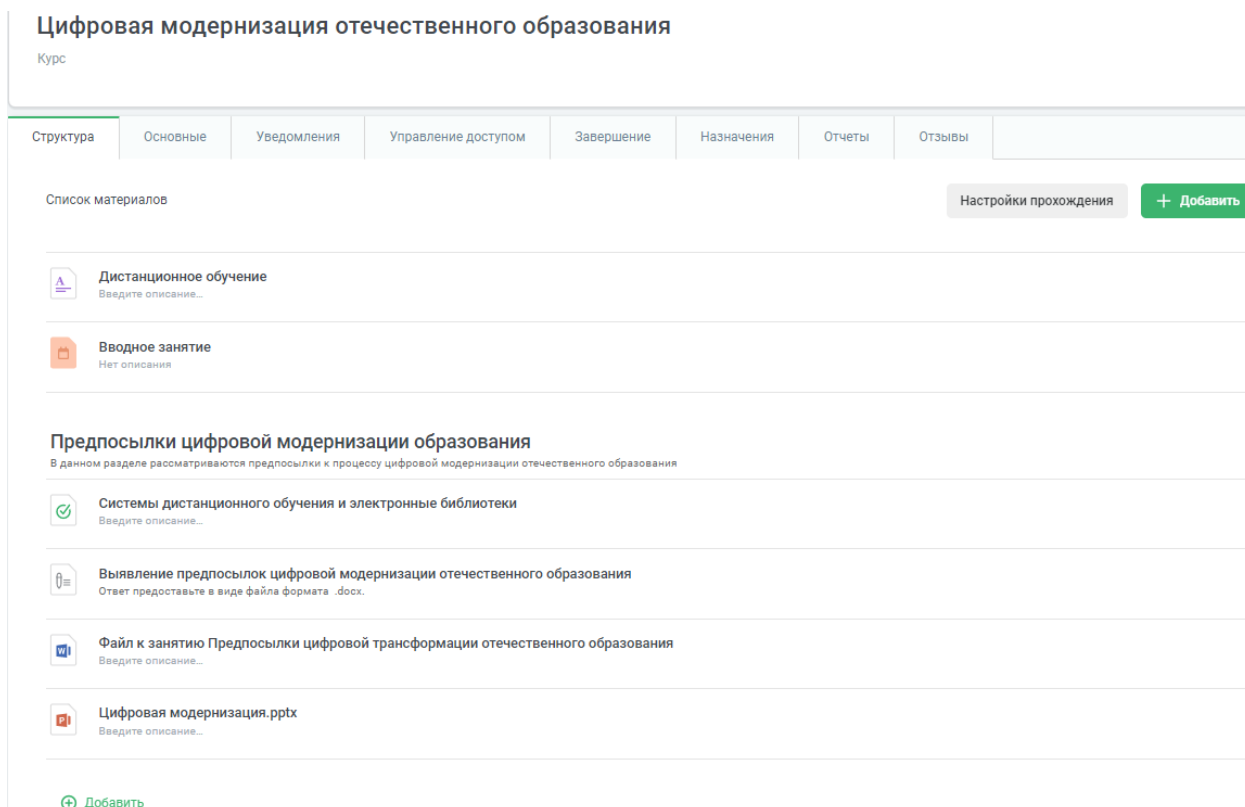 Цифровая модернизация отечественного образования
Курс
Структура Основные Уведомления Управление доступом Завершение Назначения Отчеты Отзывы
Список материалов Настройки прохождения + Добавить
Дистанционное обучение
Введите описание...
Вводное занятие
Нет описания
Предпосылки цифровой модернизации образования
В данном разделе рассматриваются предпосылки к процессу цифровой модернизации отечественного образования
Системы дистанционного обучения и электронные библиотеки
Введите описание...
Выявление предпосылок цифровой модернизации отечественного образования
Ответ предоставьте в виде файла формата .docx.
Файл к занятию Предпосылки цифровой трансформации отечественного образования
Введите описание...
Цифровая модернизация.pptx
Введите описание...
Добавить